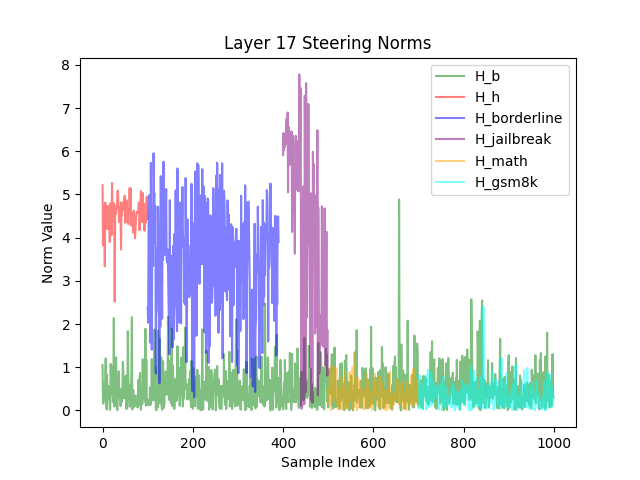 Layer 17 Steering Norms
8
7
6
5
4
3
2
1
0
Norm Value
H_b
H_h
H_borderline
H_jailbreak
H_math
H_gsm8k
0 200 400 600 800 1000
Sample Index